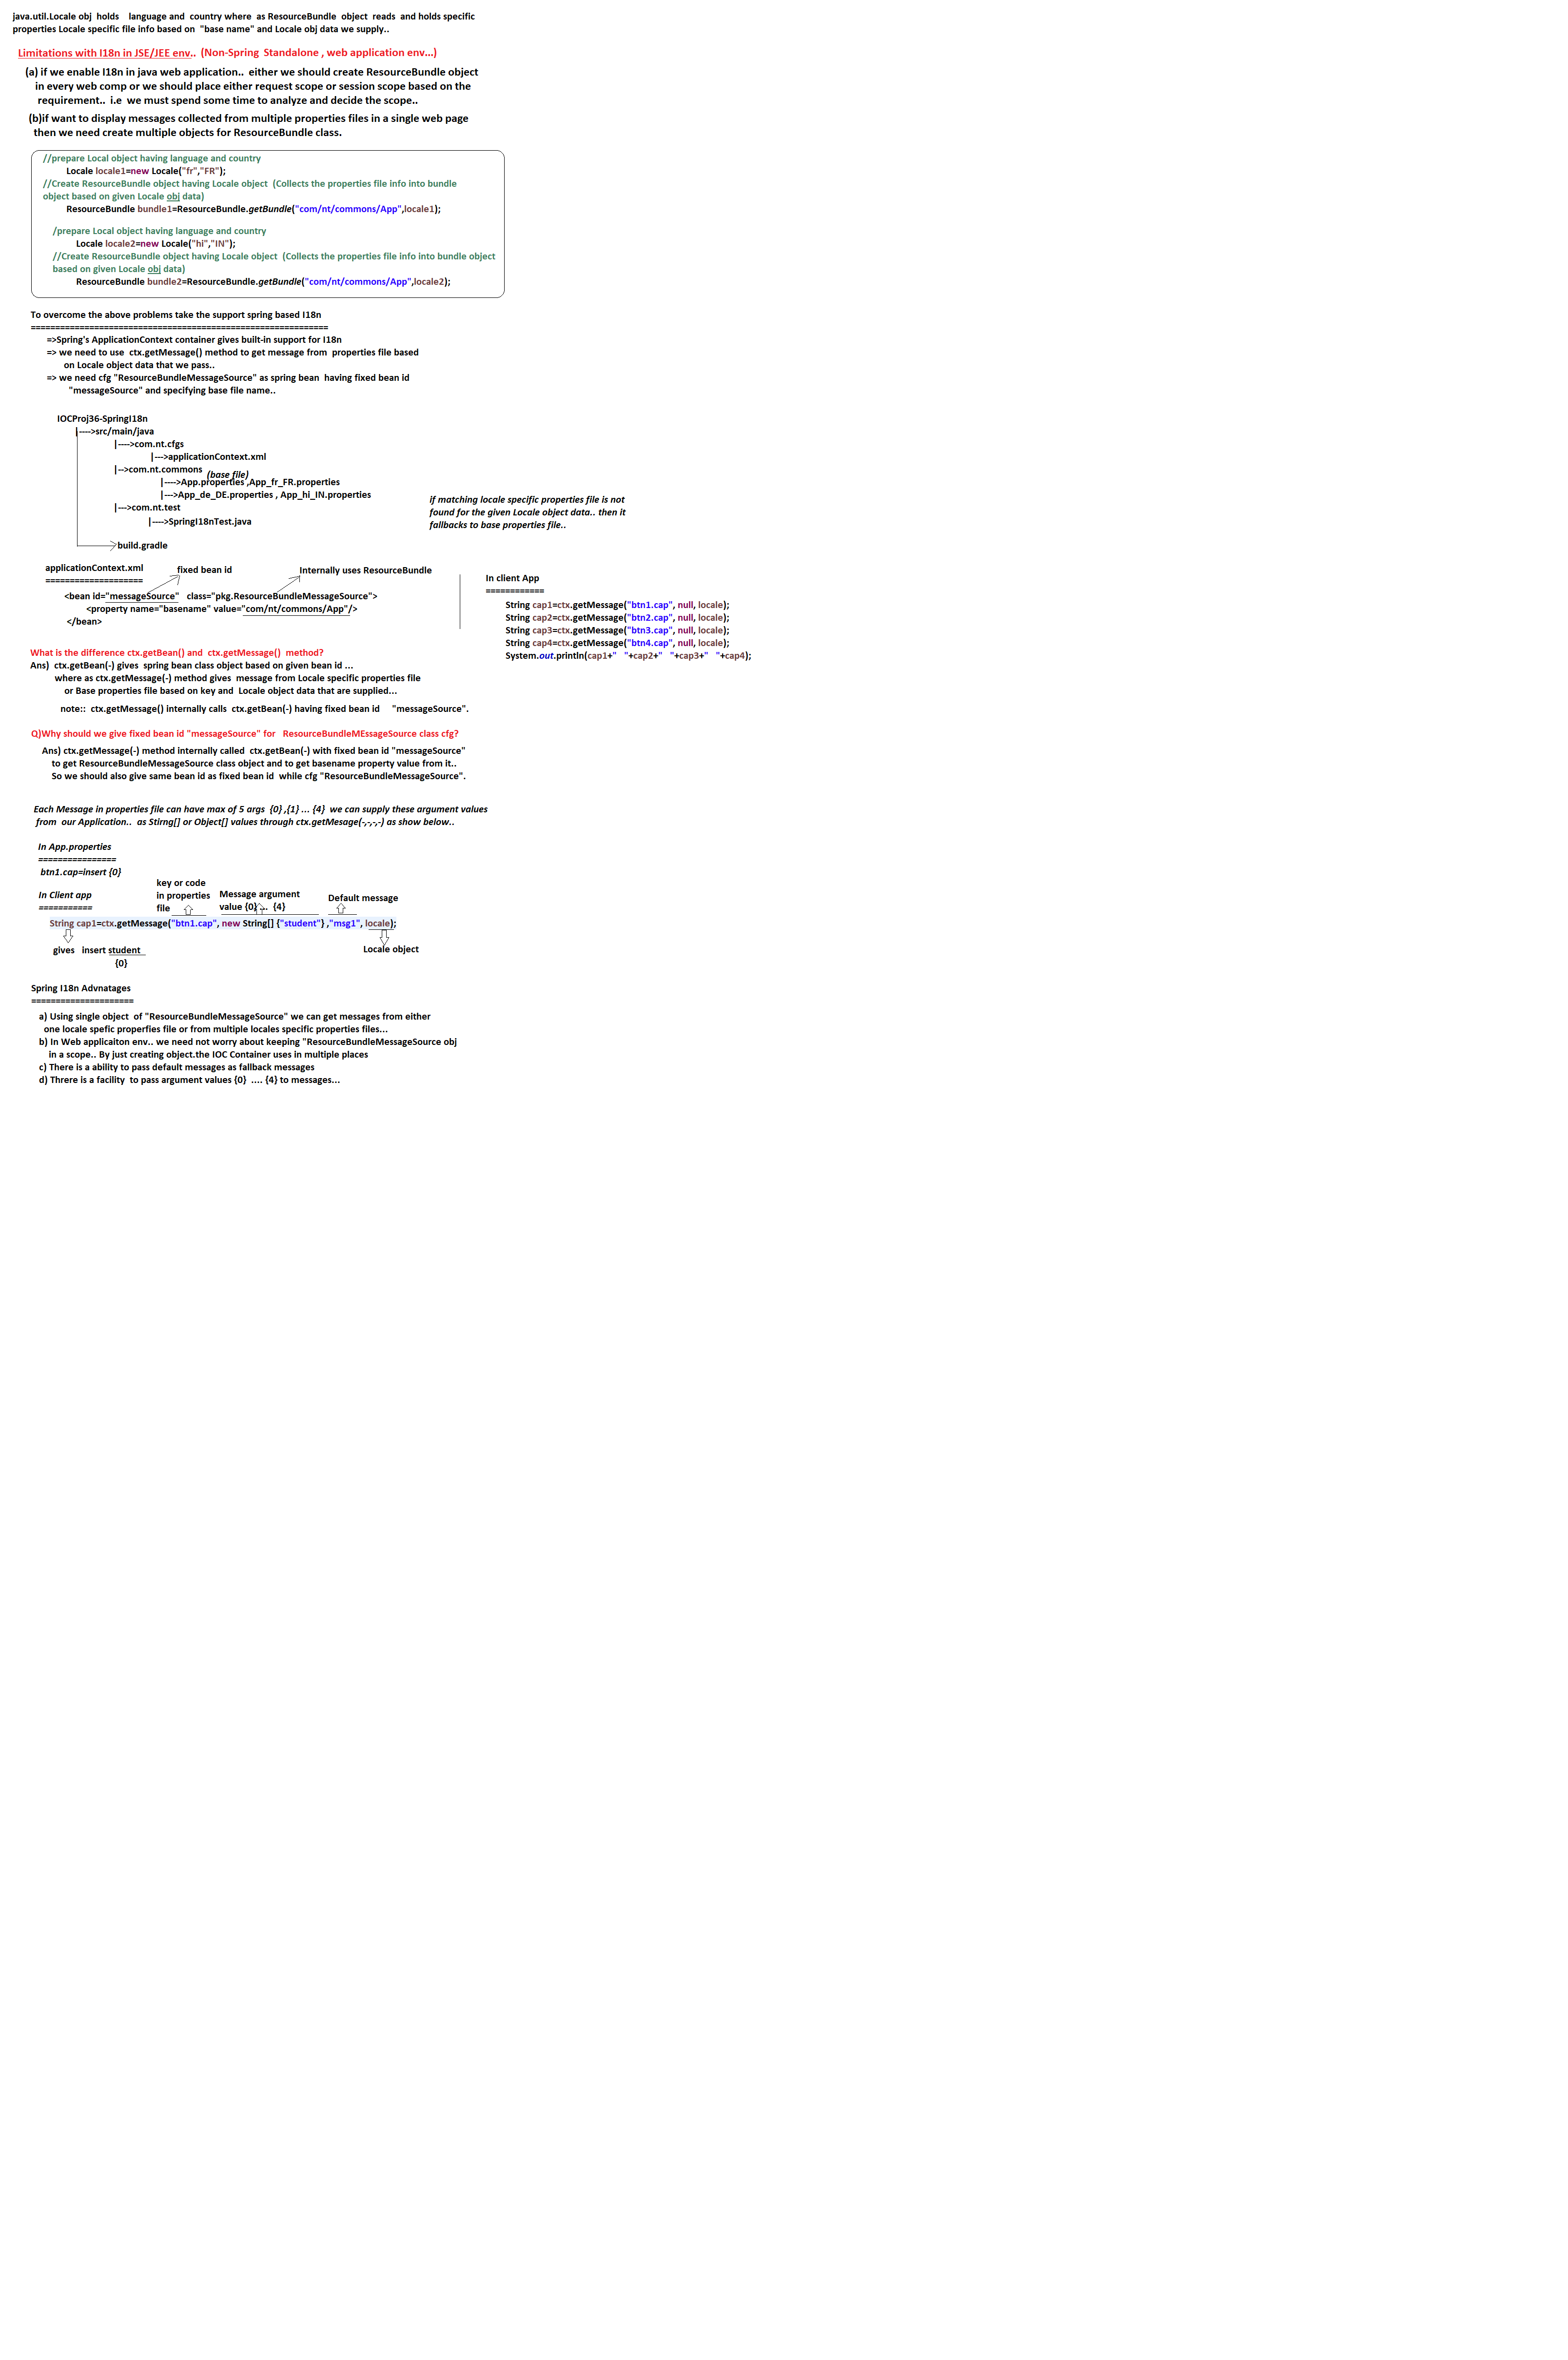 java.util.Locale obj holds language and country where as ResourceBundle object reads and holds specific
properties Locale specific file info based on "base name" and Locale obj data we supply..
Limitations with I18n in JSE/JEE env.. (Non-Spring Standalone , web application env...)
(a) if we enable I18n in java web application.. either we should create ResourceBundle object
in every web comp or we should place either request scope or session scope based on the
requirement.. i.e we must spend some time to analyze and decide the scope..
(b)if want to display messages collected from multiple properties files in a single web page
then we need create multiple objects for ResourceBundle class.
//prepare Local object having language and country
Locale locale1=new Locale("fr","FR");
//Create ResourceBundle object having Locale object (Collects the properties file info into bundle
object based on given Locale obj data)
ResourceBundle bundle1=ResourceBundle.getBundle("com/nt/commons/App",locale1);
/prepare Local object having language and country
Locale locale2=new Locale("hi","IN");
//Create ResourceBundle object having Locale object (Collects the properties file info into bundle object
based on given Locale obj data)
ResourceBundle bundle2=ResourceBundle.getBundle("com/nt/commons/App",locale2);
To overcome the above problems take the support spring based I18n
=============================================================
=>Spring's ApplicationContext container gives built-in support for I18n
=> we need to use ctx.getMessage() method to get message from properties file based
on Locale object data that we pass..
=> we need cfg "ResourceBundleMessageSource" as spring bean having fixed bean id
"messageSource" and specifying base file name..
IOCProj36-SpringI18n
|---->src/main/java
|---->com.nt.cfgs
|--->applicationContext.xml
|-->com.nt.commons
(base file)
|---->App.properties ,App_fr_FR.properties
|--->App_de_DE.properties , App_hi_IN.properties
|--->com.nt.test
|---->SpringI18nTest.java
build.gradle
if matching locale specific properties file is not
found for the given Locale object data.. then it
fallbacks to base properties file..
applicationContext.xml
====================
fixed bean id
Internally uses ResourceBundle
<bean id="messageSource" class="pkg.ResourceBundleMessageSource">
<property name="basename" value="com/nt/commons/App"/>
</bean>
In client App
============
String cap1=ctx.getMessage("btn1.cap", null, locale);
String cap2=ctx.getMessage("btn2.cap", null, locale);
String cap3=ctx.getMessage("btn3.cap", null, locale);
String cap4=ctx.getMessage("btn4.cap", null, locale);
System.out.println(cap1+" "+cap2+" "+cap3+" "+cap4);
What is the difference ctx.getBean() and ctx.getMessage() method?
Ans) ctx.getBean(-) gives spring bean class object based on given bean id ...
where as ctx.getMessage(-) method gives message from Locale specific properties file
or Base properties file based on key and Locale object data that are supplied...
note:: ctx.getMessage() internally calls ctx.getBean(-) having fixed bean id "messageSource".
Q)Why should we give fixed bean id "messageSource" for ResourceBundleMEssageSource class cfg?
Ans) ctx.getMessage(-) method internally called ctx.getBean(-) with fixed bean id "messageSource"
to get ResourceBundleMessageSource class object and to get basename property value from it..
So we should also give same bean id as fixed bean id while cfg "ResourceBundleMessageSource".
Each Message in properties file can have max of 5 args {0} ,{1} ... {4} we can supply these argument values
from our Application.. as Stirng[] or Object[] values through ctx.getMesage(-,-,-,-) as show below..
In App.properties
================
btn1.cap=insert {0}
In Client app
===========
key or code
in properties
file
Message argument
value {0} ... {4}
Default message
String cap1=ctx.getMessage("btn1.cap", new String[] {"student"} ,"msg1", locale);
gives insert student
{0}
Locale object
Spring I18n Advnatages
=====================
a) Using single object of "ResourceBundleMessageSource" we can get messages from either
one locale spefic properfies file or from multiple locales specific properties files...
b) In Web applicaiton env.. we need not worry about keeping "ResourceBundleMessageSource obj
in a scope.. By just creating object.the IOC Container uses in multiple places
c) There is a ability to pass default messages as fallback messages
d) Threre is a facility to pass argument values {0} .... {4} to messages...